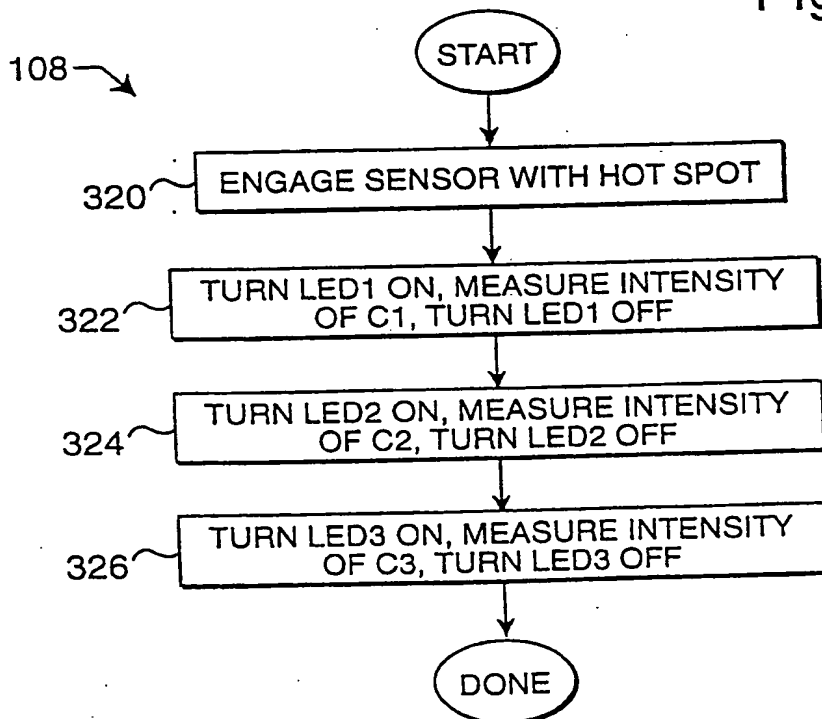 START
108
320
ENGAGE SENSOR WITH HOT SPOT
322
TURN LED1 ON, MEASURE INTENSITY
OF C1, TURN LED1 OFF
324
TURN LED2 ON, MEASURE INTENSITY
OF C2, TURN LED2 OFF
326
TURN LED3 ON, MEASURE INTENSITY
OF C3, TURN LED3 OFF
DONE